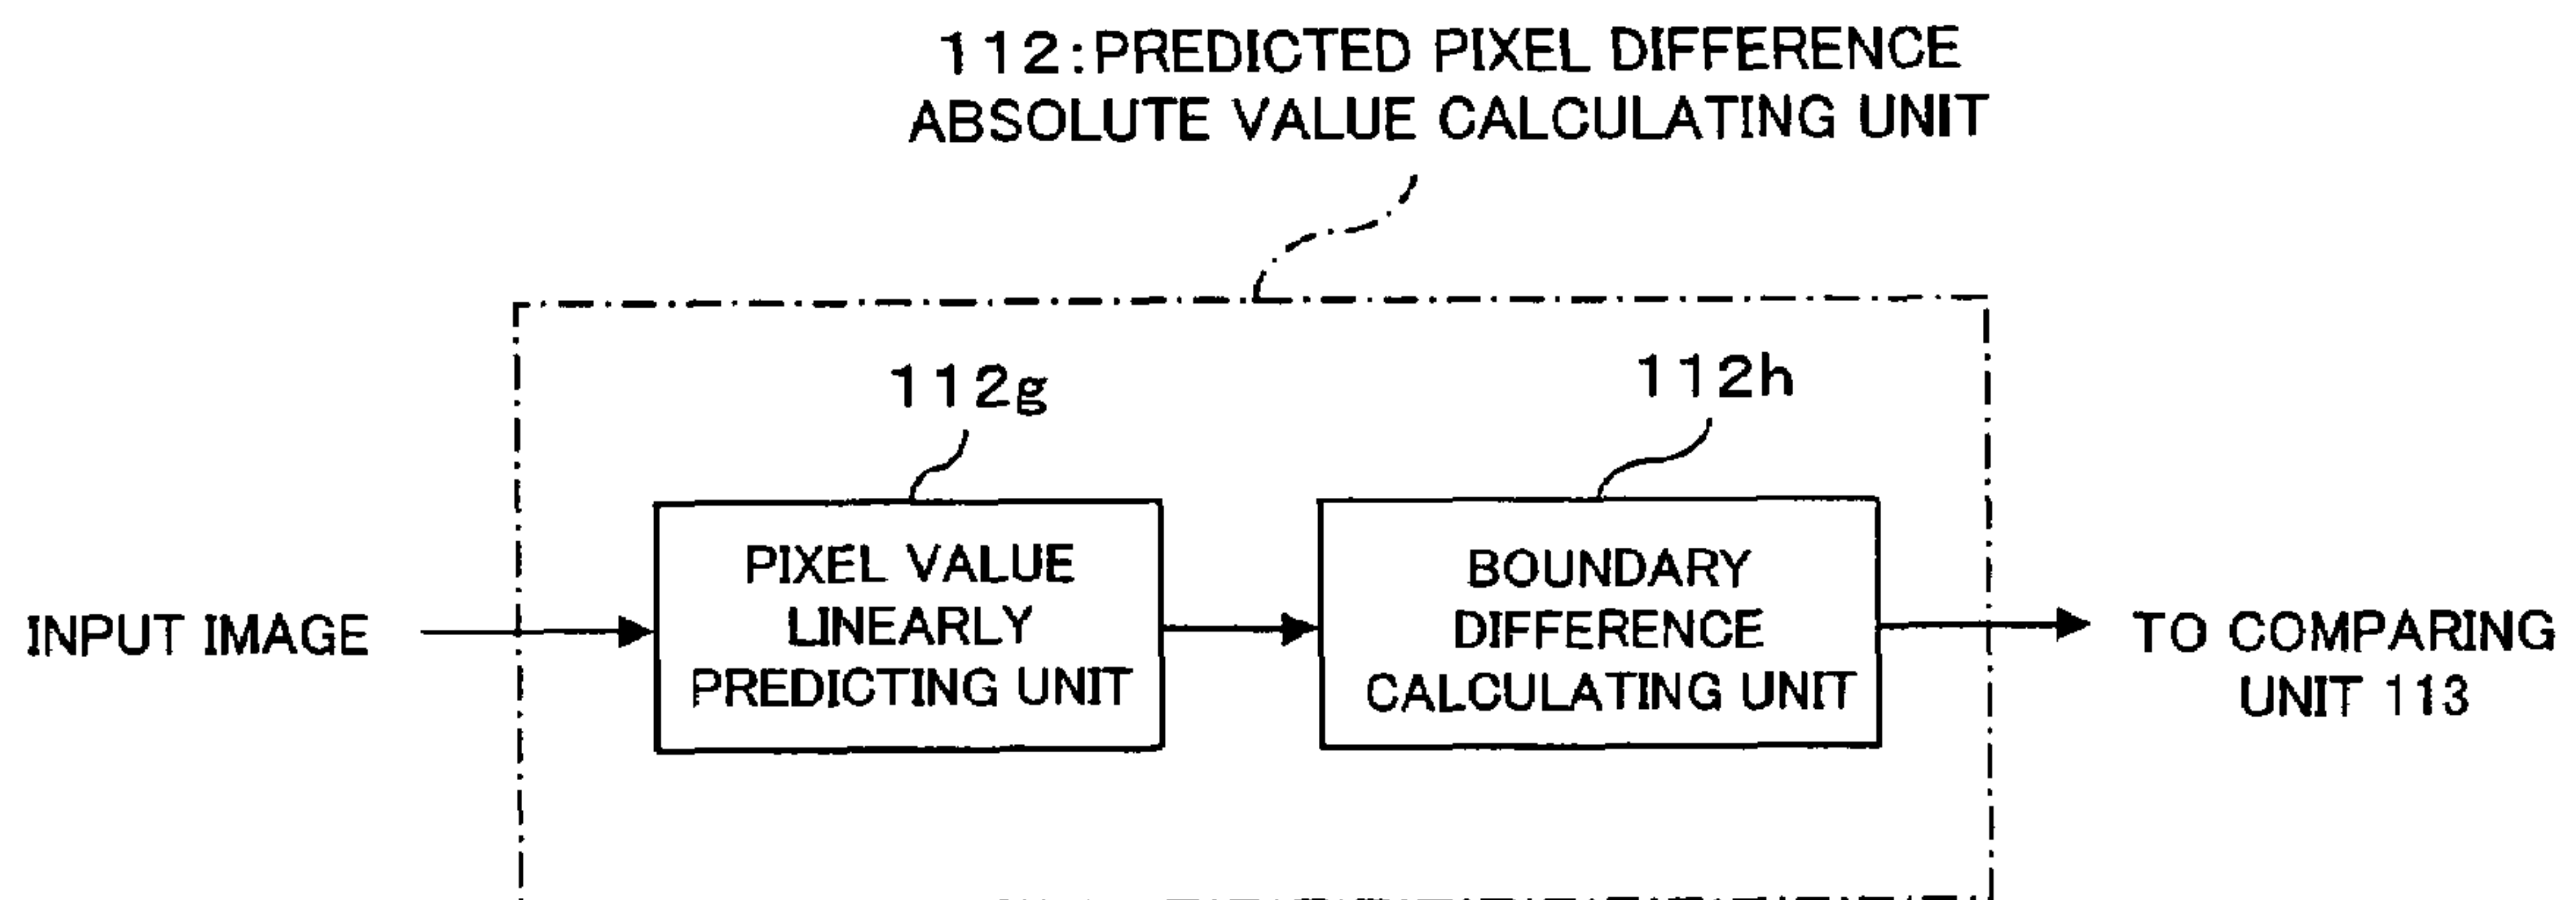 112:PREDICTED PIXEL DIFFERENCE
ABSOLUTE VALUE CALCULATING UNIT
112g
112h
INPUT IMAGE
PIXEL VALUE
LINEARLY
PREDICTING UNIT
BOUNDARY
DIFFERENCE
CALCULATING UNIT
TO COMPARING
UNIT 113